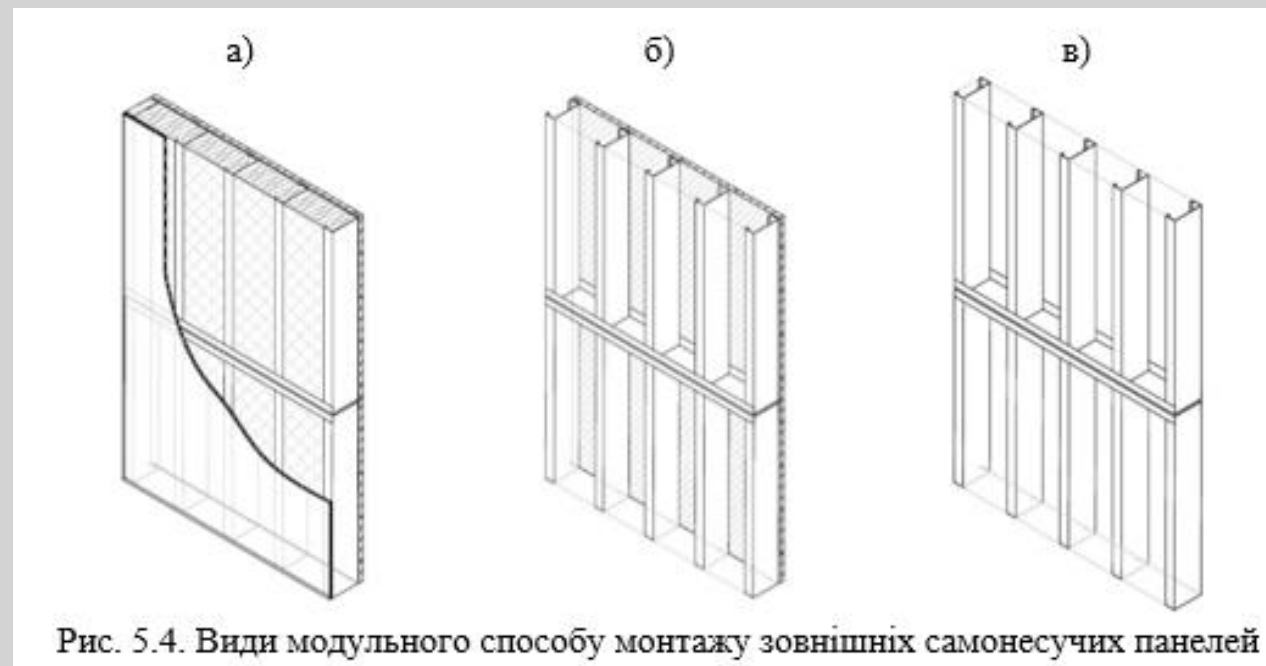 а) б) в)
Рис. 5.4. Види модульного способу монтажу зовнішніх самонесучих панелей